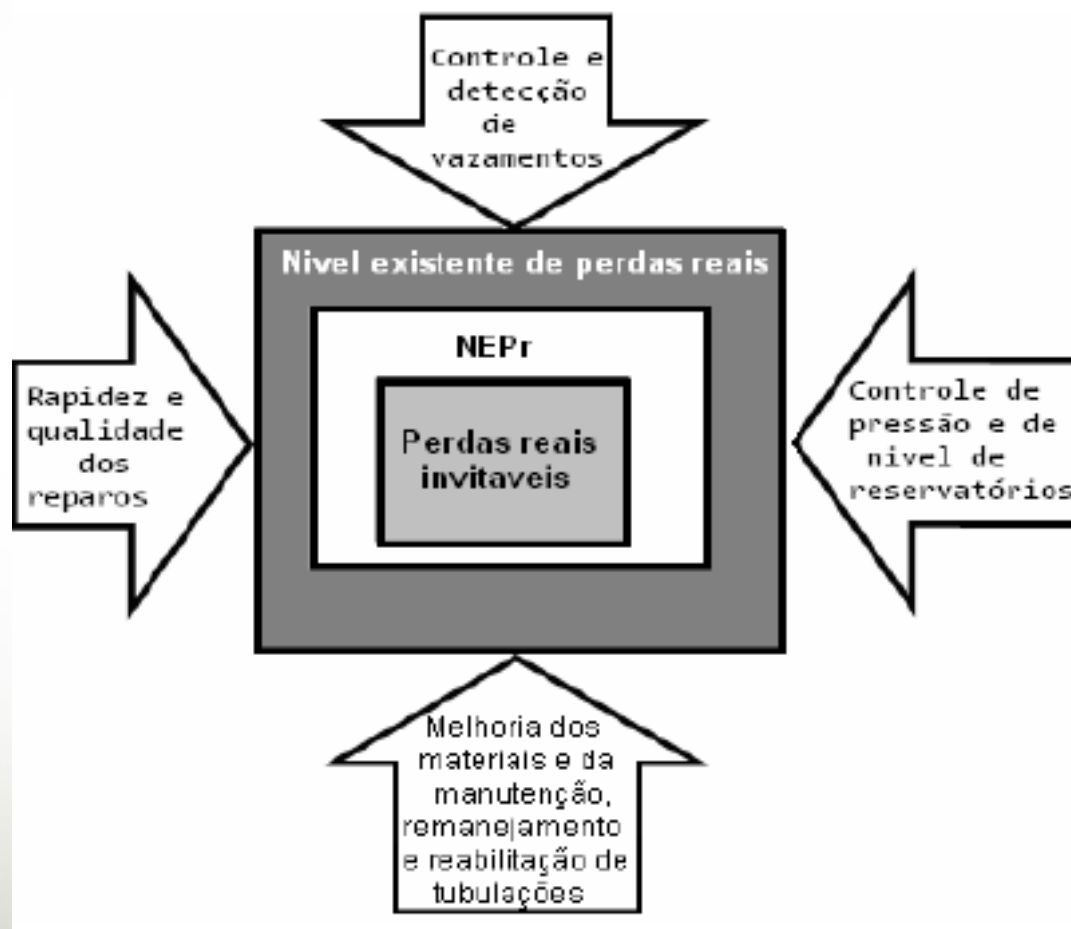 Controle e
detecção
de
vazamentos
Nivel existente de perdas reais
NEPr
Perdas reais
invitaveis
Rapidez e
qualidade
dos
reparos
Controle de
pressão e de
nivel de
reservatórios
Melhoria dos
materiais e da
manutenção,
remanejamento
e reabilitação de
tubulações